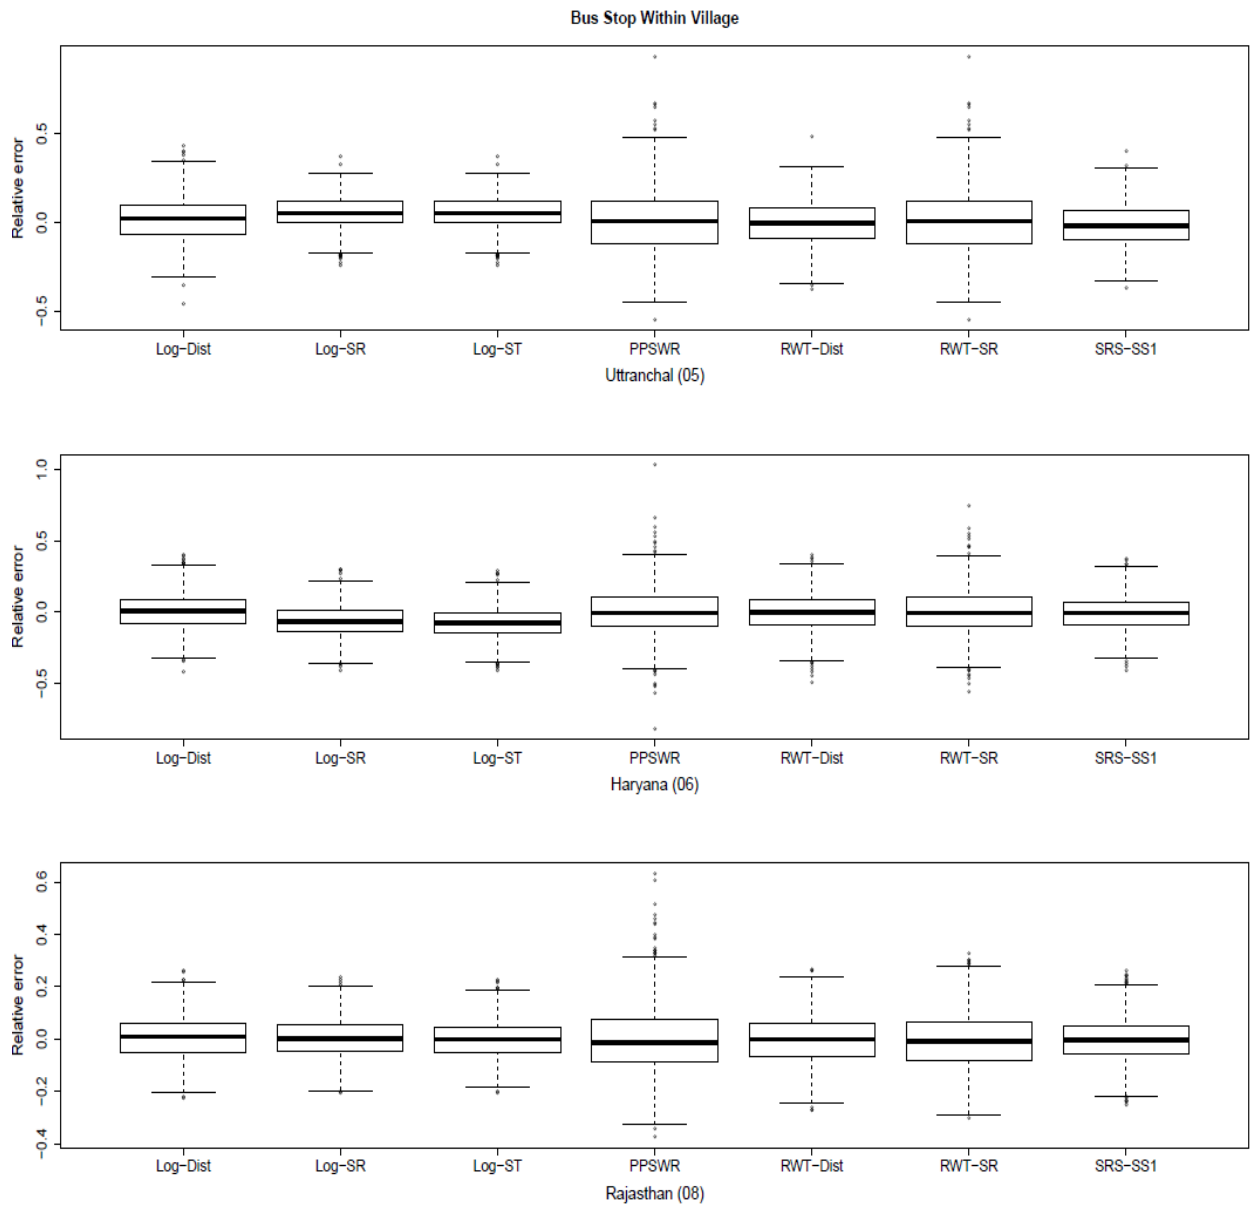 Bus Stop Within Village
Relative error
0.5
0.0
−0.5
Log−Dist Log−SR Log−ST PPSWR RWT−Dist RWT−SR SRS−SS1
Uttranchal (05)
Relative error
1.0
0.5
0.0
−0.5
Log−Dist Log−SR Log−ST PPSWR RWT−Dist RWT−SR SRS−SS1
Haryana (06)
Relative error
0.6
0.4
0.2
0.0
−0.2
−0.4
Log−Dist Log−SR Log−ST PPSWR RWT−Dist RWT−SR SRS−SS1
Rajasthan (08)